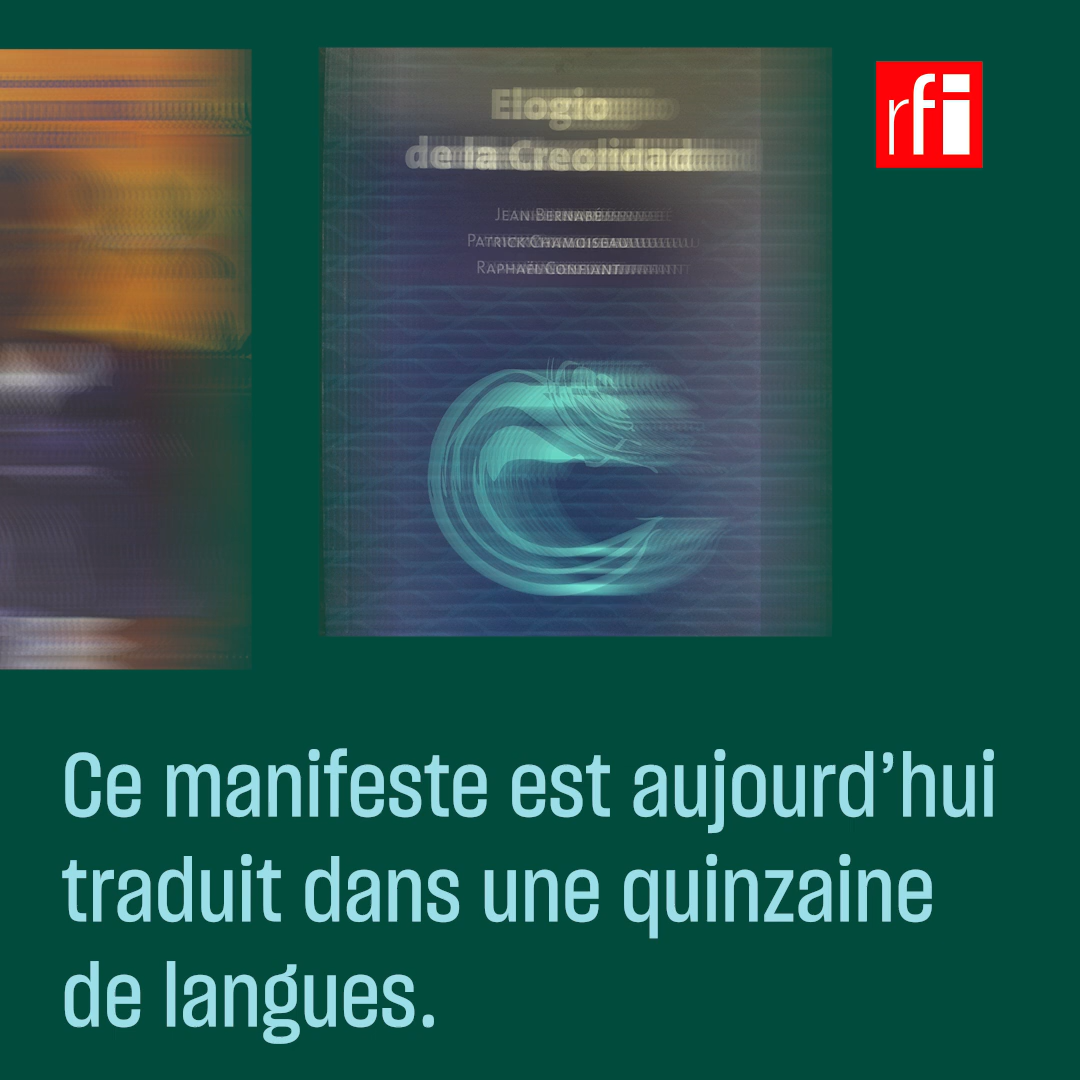 Elogio
de la Creolidad
Jean Bernabé
Patrick Chamoiseau
Raphaël Confiant
rfi
Ce manifeste est aujourd’hui
traduit dans une quinzaine
de langues.